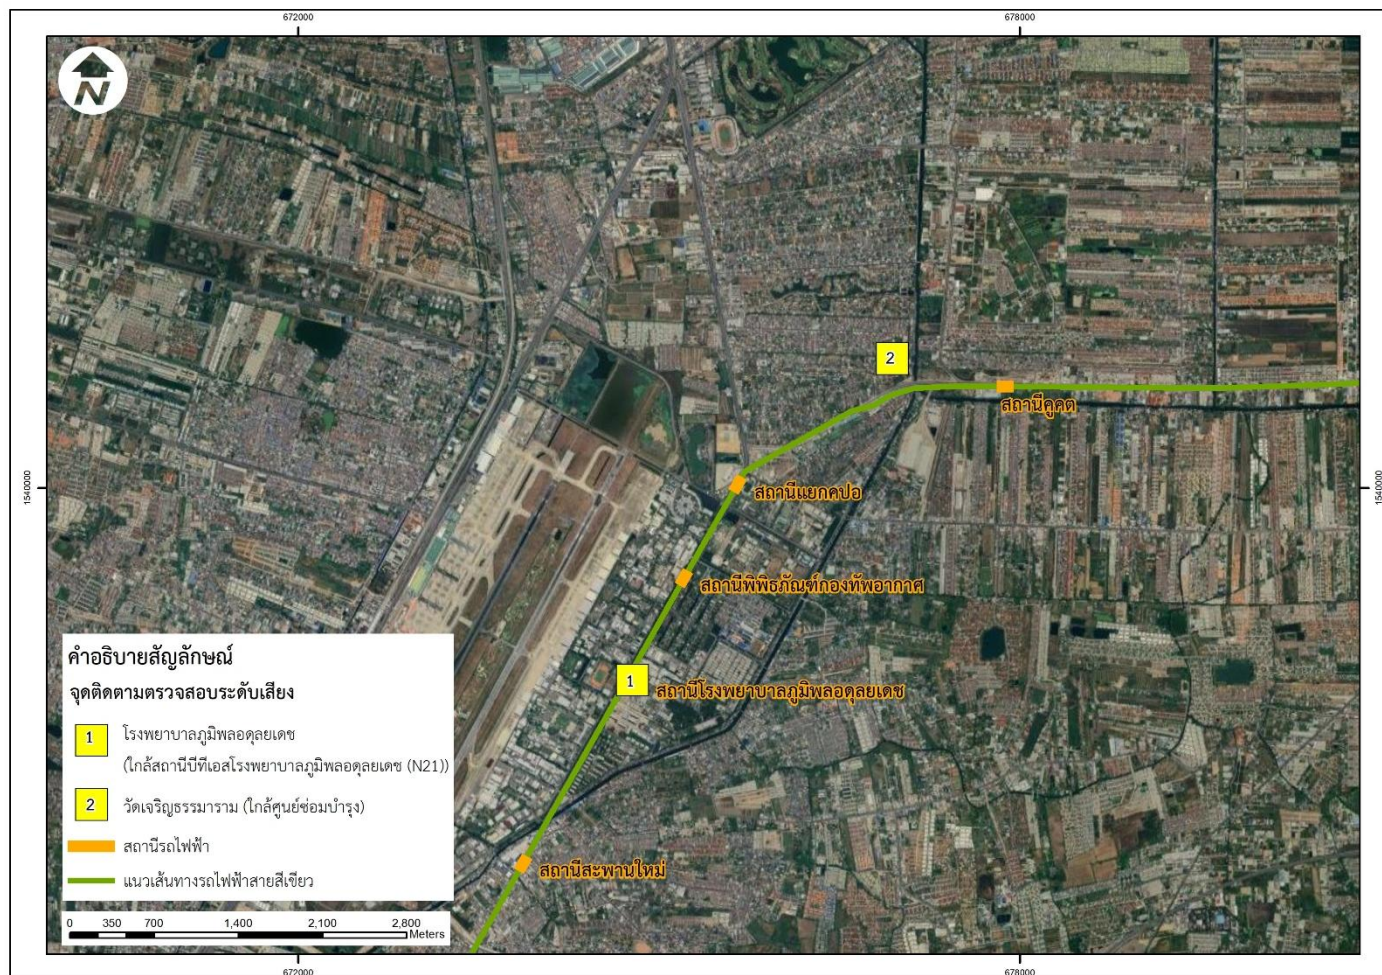 672000
678000
N
2
สถานีคูคต
1540000
1540000
สถานีแยกคปอ
สถานีพิพิธภัณฑ์กองทัพอากาศ
1
สถานีโรงพยาบาลภูมิพลอดุลยเดช
สถานีสะพานใหม่
คำอธิบายสัญลักษณ์
จุดติดตามตรวจสอบระดับเสียง
1
โรงพยาบาลภูมิพลอดุลยเดช
(ใกล้สถานีบีทีเอสโรงพยาบาลภูมิพลอดุลยเดช (N21))
2
วัดเจริญธรรมาราม (ใกล้ศูนย์ซ่อมบำรุง)
สถานีรถไฟฟ้า
แนวเส้นทางรถไฟฟ้าสายสีเขียว
0 350 700 1,400 2,100 2,800
Meters
672000
678000